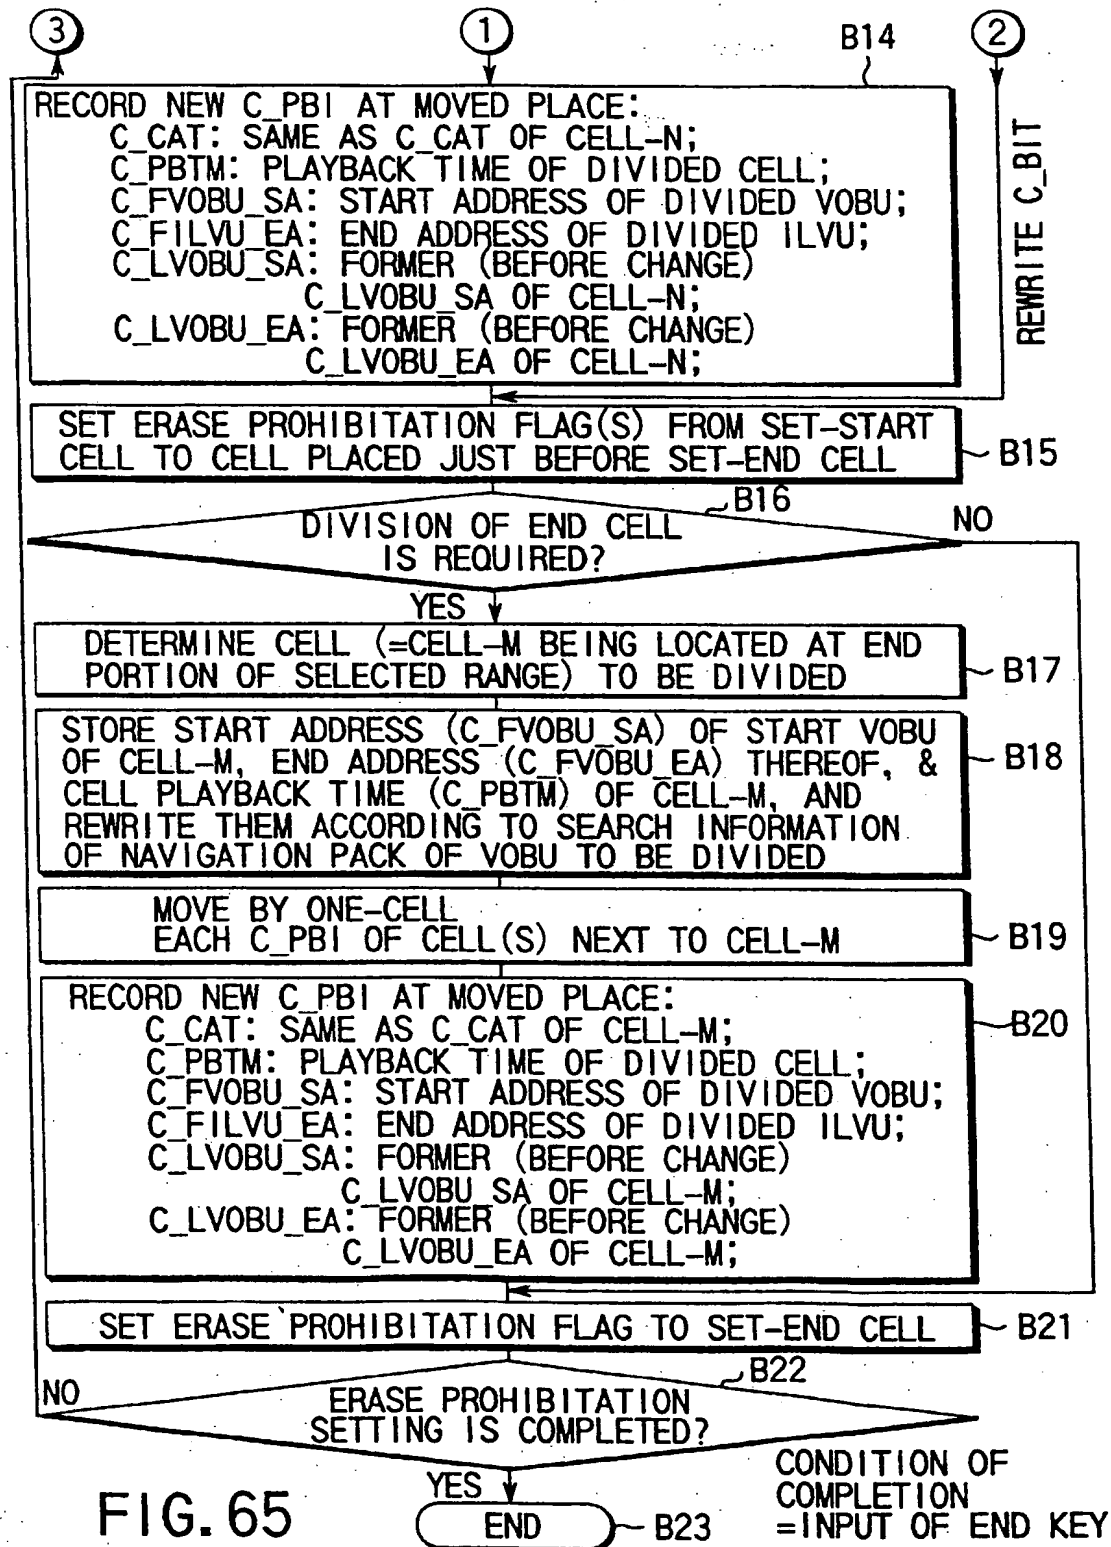 3
1
2
B14
RECORD NEW C_PBI AT MOVED PLACE:
C_CAT: SAME AS C_CAT OF CELL-N;
C_PBTM: PLAYBACK TIME OF DIVIDED CELL;
C_FVOBU_SA: START ADDRESS OF DIVIDED VOBU;
C_FILVU_EA: END ADDRESS OF DIVIDED ILVU;
C_LVOBU_SA: FORMER (BEFORE CHANGE)
C_LVOBU_SA OF CELL-N;
C_LVOBU_EA: FORMER (BEFORE CHANGE)
C_LVOBU_EA OF CELL-N;
REWRITE C_BIT
SET ERASE PROHIBITATION FLAG(S) FROM SET-START
CELL TO CELL PLACED JUST BEFORE SET-END CELL
B15
B16
DIVISION OF END CELL
IS REQUIRED?
NO
YES
DETERMINE CELL (=CELL-M BEING LOCATED AT END
PORTION OF SELECTED RANGE) TO BE DIVIDED
B17
STORE START ADDRESS (C_FVOBU_SA) OF START VOBU
OF CELL-M, END ADDRESS (C_FVOBU_EA) THEREOF, &
CELL PLAYBACK TIME (C_PBTM) OF CELL-M, AND
REWRITE THEM ACCORDING TO SEARCH INFORMATION
OF NAVIGATION PACK OF VOBU TO BE DIVIDED
B18
MOVE BY ONE-CELL
EACH C_PBI OF CELL(S) NEXT TO CELL-M
B19
RECORD NEW C_PBI AT MOVED PLACE:
C_CAT: SAME AS C_CAT OF CELL-M;
C_PBTM: PLAYBACK TIME OF DIVIDED CELL;
C_FVOBU_SA: START ADDRESS OF DIVIDED VOBU;
C_FILVU_EA: END ADDRESS OF DIVIDED ILVU;
C_LVOBU_SA: FORMER (BEFORE CHANGE)
C_LVOBU_SA OF CELL-M;
C_LVOBU_EA: FORMER (BEFORE CHANGE)
C_LVOBU_EA OF CELL-M;
B20
SET ERASE PROHIBITATION FLAG TO SET-END CELL
B21
B22
NO
ERASE PROHIBITATION
SETTING IS COMPLETED?
YES
END
B23
CONDITION OF
COMPLETION
=INPUT OF END KEY
FIG. 65